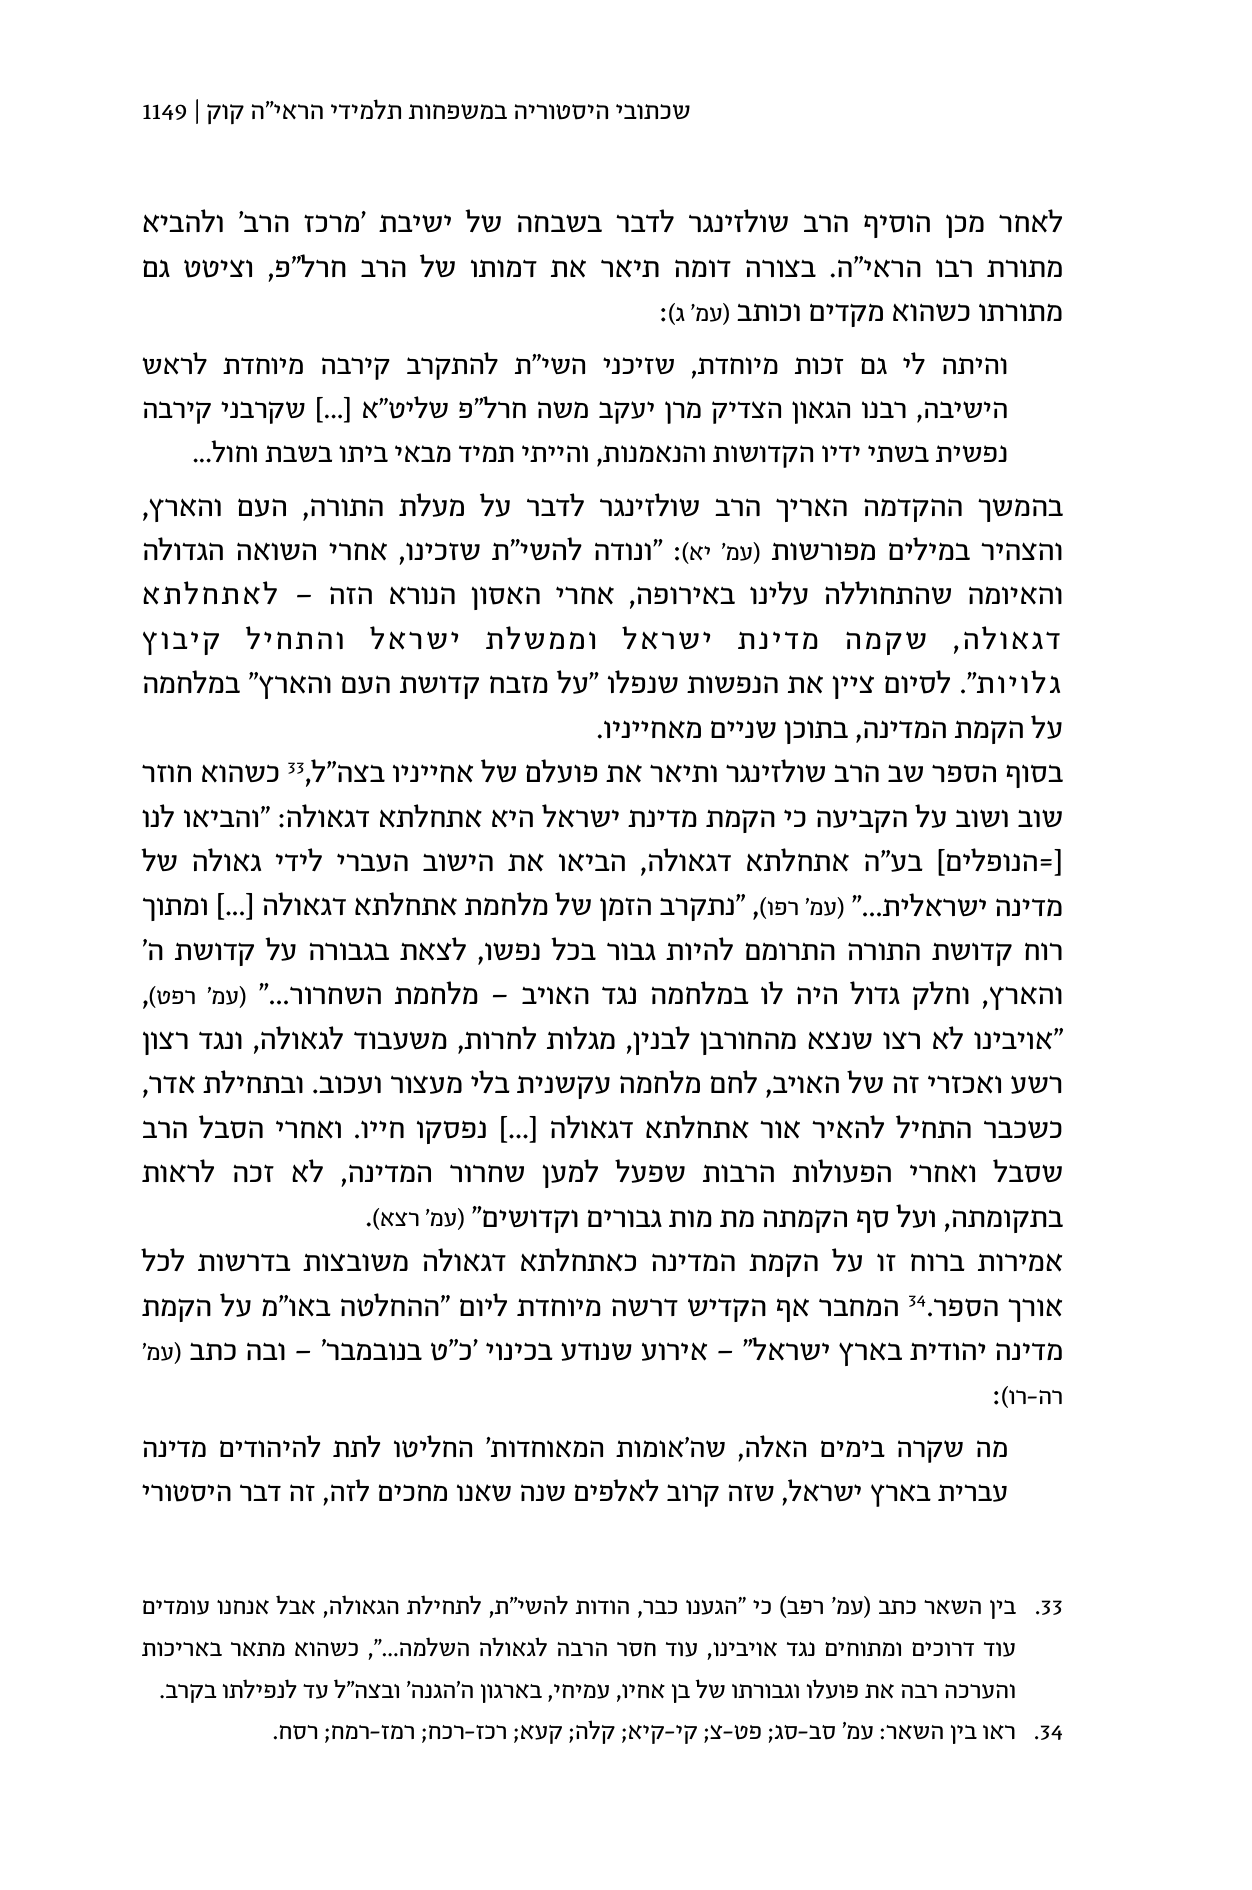 שכתובי היסטוריה במשפחות תלמידי הראי"ה קוק | 1149
לאחר מכן הוסיף הרב שולזינגר לדבר בשבחה של ישיבת 'מרכז הרב' ולהביא
מתורת רבו הראי"ה. בצורה דומה תיאר את דמותו של הרב חרל"פ, וציטט גם
מתורתו כשהוא מקדים וכותב (עמ' ג):
והיתה לי גם זכות מיוחדת, שזיכני השי"ת להתקרב קירבה מיוחדת לראש
הישיבה, רבנו הגאון הצדיק מרן יעקב משה חרל"פ שליט"א [...] שקרבני קירבה
נפשית בשתי ידיו הקדושות והנאמנות, והייתי תמיד מבאי ביתו בשבת וחול...
בהמשך ההקדמה האריך הרב שולזינגר לדבר על מעלת התורה, העם והארץ,
והצהיר במילים מפורשות (עמ' יא): "ונודה להשי"ת שזכינו, אחרי השואה הגדולה
והאיומה שהתחוללה עלינו באירופה, אחרי האסון הנורא הזה – לאתחלתא
דגאולה, שקמה מדינת ישראל וממשלת ישראל והתחיל קיבוץ
גלויות". לסיום ציין את הנפשות שנפלו "על מזבח קדושת העם והארץ" במלחמה
על הקמת המדינה, בתוכן שניים מאחייניו.
בסוף הספר שב הרב שולזינגר ותיאר את פועלם של אחייניו בצה"ל,33 כשהוא חוזר
שוב ושוב על הקביעה כי הקמת מדינת ישראל היא אתחלתא דגאולה: "והביאו לנו
[=הנופלים] בע"ה אתחלתא דגאולה, הביאו את הישוב העברי לידי גאולה של
מדינה ישראלית..." (עמ' רפו), "נתקרב הזמן של מלחמת אתחלתא דגאולה [...] ומתוך
רוח קדושת התורה התרומם להיות גבור בכל נפשו, לצאת בגבורה על קדושת ה'
והארץ, וחלק גדול היה לו במלחמה נגד האויב – מלחמת השחרור..." (עמ' רפט),
"אויבינו לא רצו שנצא מהחורבן לבנין, מגלות לחרות, משעבוד לגאולה, ונגד רצון
רשע ואכזרי זה של האויב, לחם מלחמה עקשנית בלי מעצור ועכוב. ובתחילת אדר,
כשכבר התחיל להאיר אור אתחלתא דגאולה [...] נפסקו חייו. ואחרי הסבל הרב
שסבל ואחרי הפעולות הרבות שפעל למען שחרור המדינה, לא זכה לראות
בתקומתה, ועל סף הקמתה מת מות גבורים וקדושים" (עמ' רצא).
אמירות ברוח זו על הקמת המדינה כאתחלתא דגאולה משובצות בדרשות לכל
אורך הספר.34 המחבר אף הקדיש דרשה מיוחדת ליום "ההחלטה באו"מ על הקמת
מדינה יהודית בארץ ישראל" – אירוע שנודע בכינוי 'כ"ט בנובמבר' – ובה כתב (עמ'
רה–רו):
מה שקרה בימים האלה, שה'אומות המאוחדות' החליטו לתת להיהודים מדינה
עברית בארץ ישראל, שזה קרוב לאלפים שנה שאנו מחכים לזה, זה דבר היסטורי
33. בין השאר כתב (עמ' רפב) כי "הגענו כבר, הודות להשי"ת, לתחילת הגאולה, אבל אנחנו עומדים
עוד דרוכים ומתוחים נגד אויבינו, עוד חסר הרבה לגאולה השלמה...", כשהוא מתאר באריכות
והערכה רבה את פועלו וגבורתו של בן אחיו, עמיחי, בארגון ה'הגנה' ובצה"ל עד לנפילתו בקרב.
34. ראו בין השאר: עמ' סב–סג; פט–צ; קי–קיא; קלה; קעא; רכז–רכח; רמז–רמח; רסח.